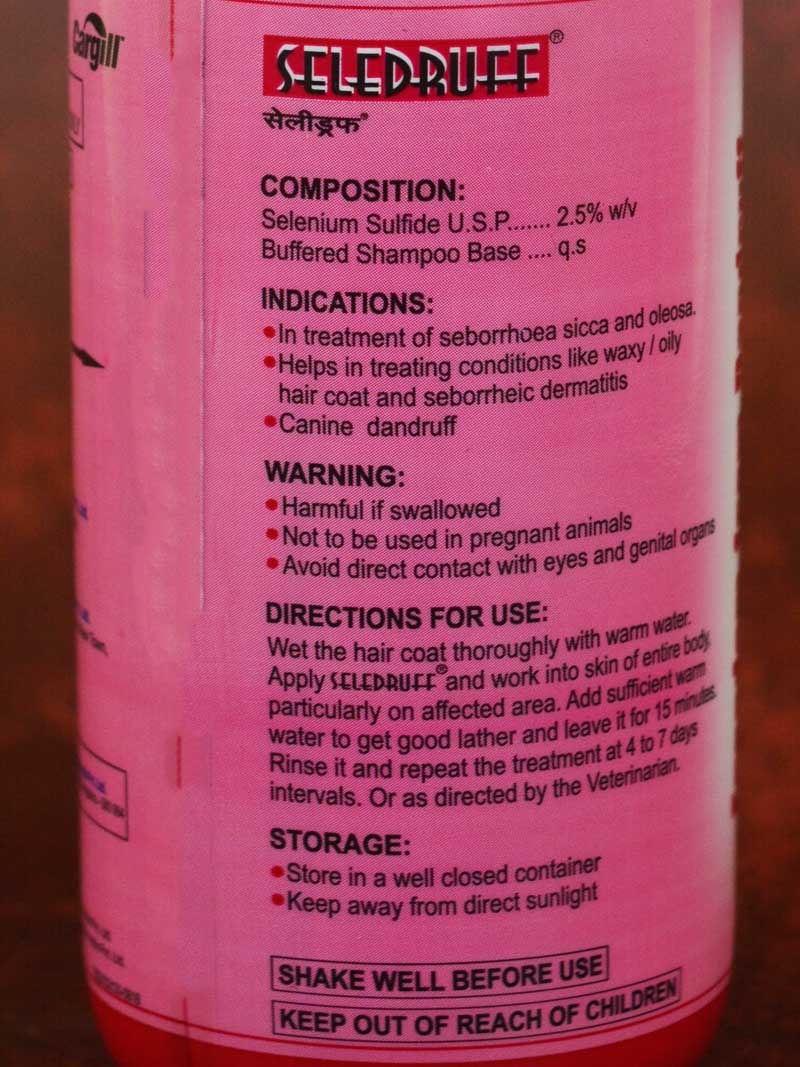 Cargill
SELEDRUFF®
सेलीड्रफ®
COMPOSITION:
Selenium Sulfide U.S.P....... 2.5% w/v
Buffered Shampoo Base .... q.s
INDICATIONS:
•In treatment of seborrhoea sicca and oleosa.
•Helps in treating conditions like waxy / oily
hair coat and seborrheic dermatitis
•Canine dandruff
WARNING:
•Harmful if swallowed
•Not to be used in pregnant animals
•Avoid direct contact with eyes and genital organs
DIRECTIONS FOR USE:
Wet the hair coat thoroughly with warm water.
Apply SELEDRUFF® and work into skin of entire body,
particularly on affected area. Add sufficient warm
water to get good lather and leave it for 15 minutes.
Rinse it and repeat the treatment at 4 to 7 days
intervals. Or as directed by the Veterinarian.
STORAGE:
•Store in a well closed container
•Keep away from direct sunlight
SHAKE WELL BEFORE USE
KEEP OUT OF REACH OF CHILDREN